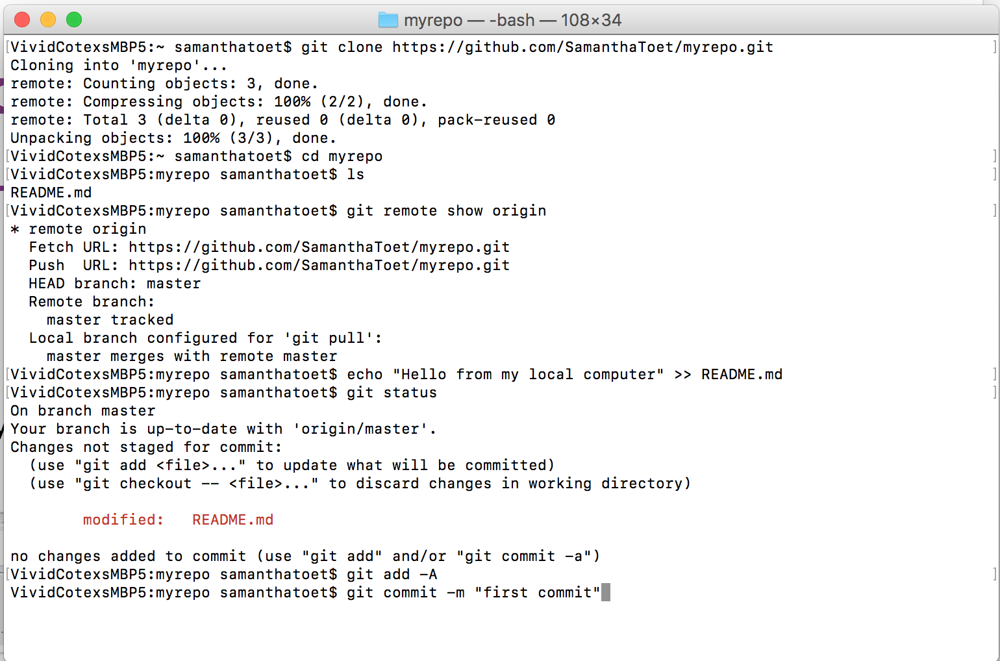 myrepo — -bash — 108×34
[VividCotexsMBP5:~ samanthatoet$ git clone https://github.com/SamanthaToet/myrepo.git ]
Cloning into 'myrepo'...
remote: Counting objects: 3, done.
remote: Compressing objects: 100% (2/2), done.
remote: Total 3 (delta 0), reused 0 (delta 0), pack-reused 0
Unpacking objects: 100% (3/3), done.
[VividCotexsMBP5:~ samanthatoet$ cd myrepo ]
[VividCotexsMBP5:myrepo samanthatoet$ ls ]
README.md
[VividCotexsMBP5:myrepo samanthatoet$ git remote show origin ]
* remote origin
  Fetch URL: https://github.com/SamanthaToet/myrepo.git
  Push  URL: https://github.com/SamanthaToet/myrepo.git
  HEAD branch: master
  Remote branch:
    master tracked
  Local branch configured for 'git pull':
    master merges with remote master
[VividCotexsMBP5:myrepo samanthatoet$ echo "Hello from my local computer" >> README.md ]
[VividCotexsMBP5:myrepo samanthatoet$ git status ]
On branch master
Your branch is up-to-date with 'origin/master'.
Changes not staged for commit:
  (use "git add <file>..." to update what will be committed)
  (use "git checkout -- <file>..." to discard changes in working directory)
        modified:   README.md
no changes added to commit (use "git add" and/or "git commit -a")
[VividCotexsMBP5:myrepo samanthatoet$ git add -A ]
VividCotexsMBP5:myrepo samanthatoet$ git commit -m "first commit"